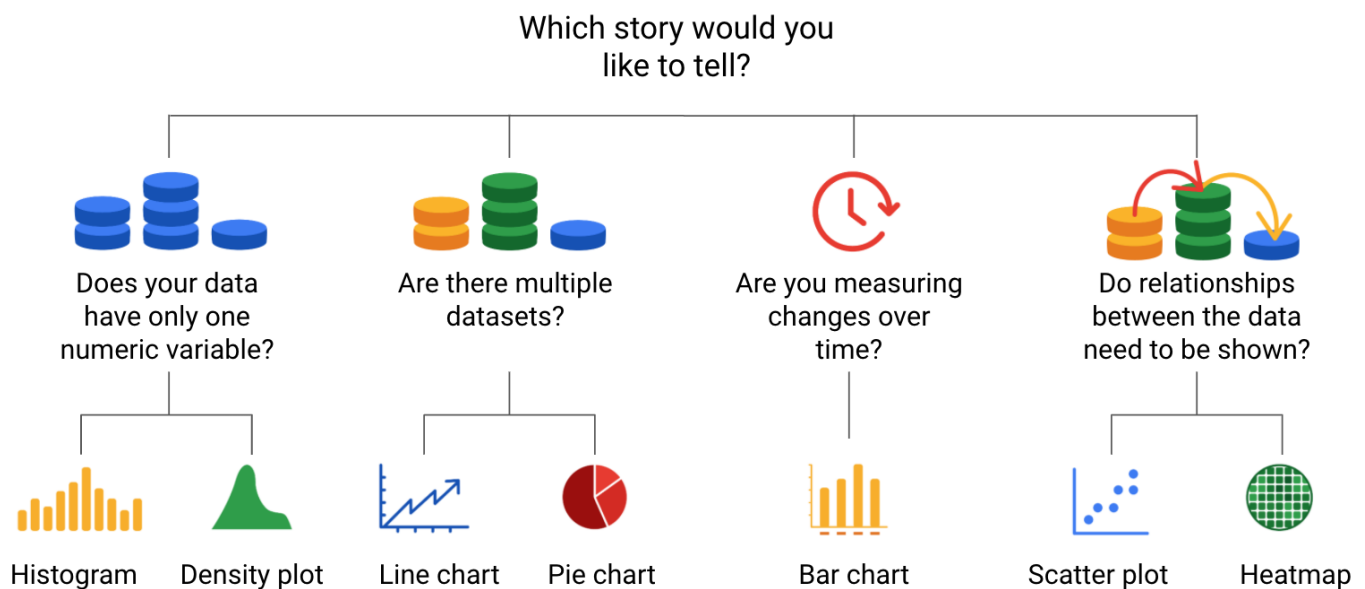 Which story would you
like to tell?
Does your data
have only one
numeric variable?
Are there multiple
datasets?
Are you measuring
changes over
time?
Do relationships
between the data
need to be shown?
Histogram
Density plot
Line chart
Pie chart
Bar chart
Scatter plot
Heatmap